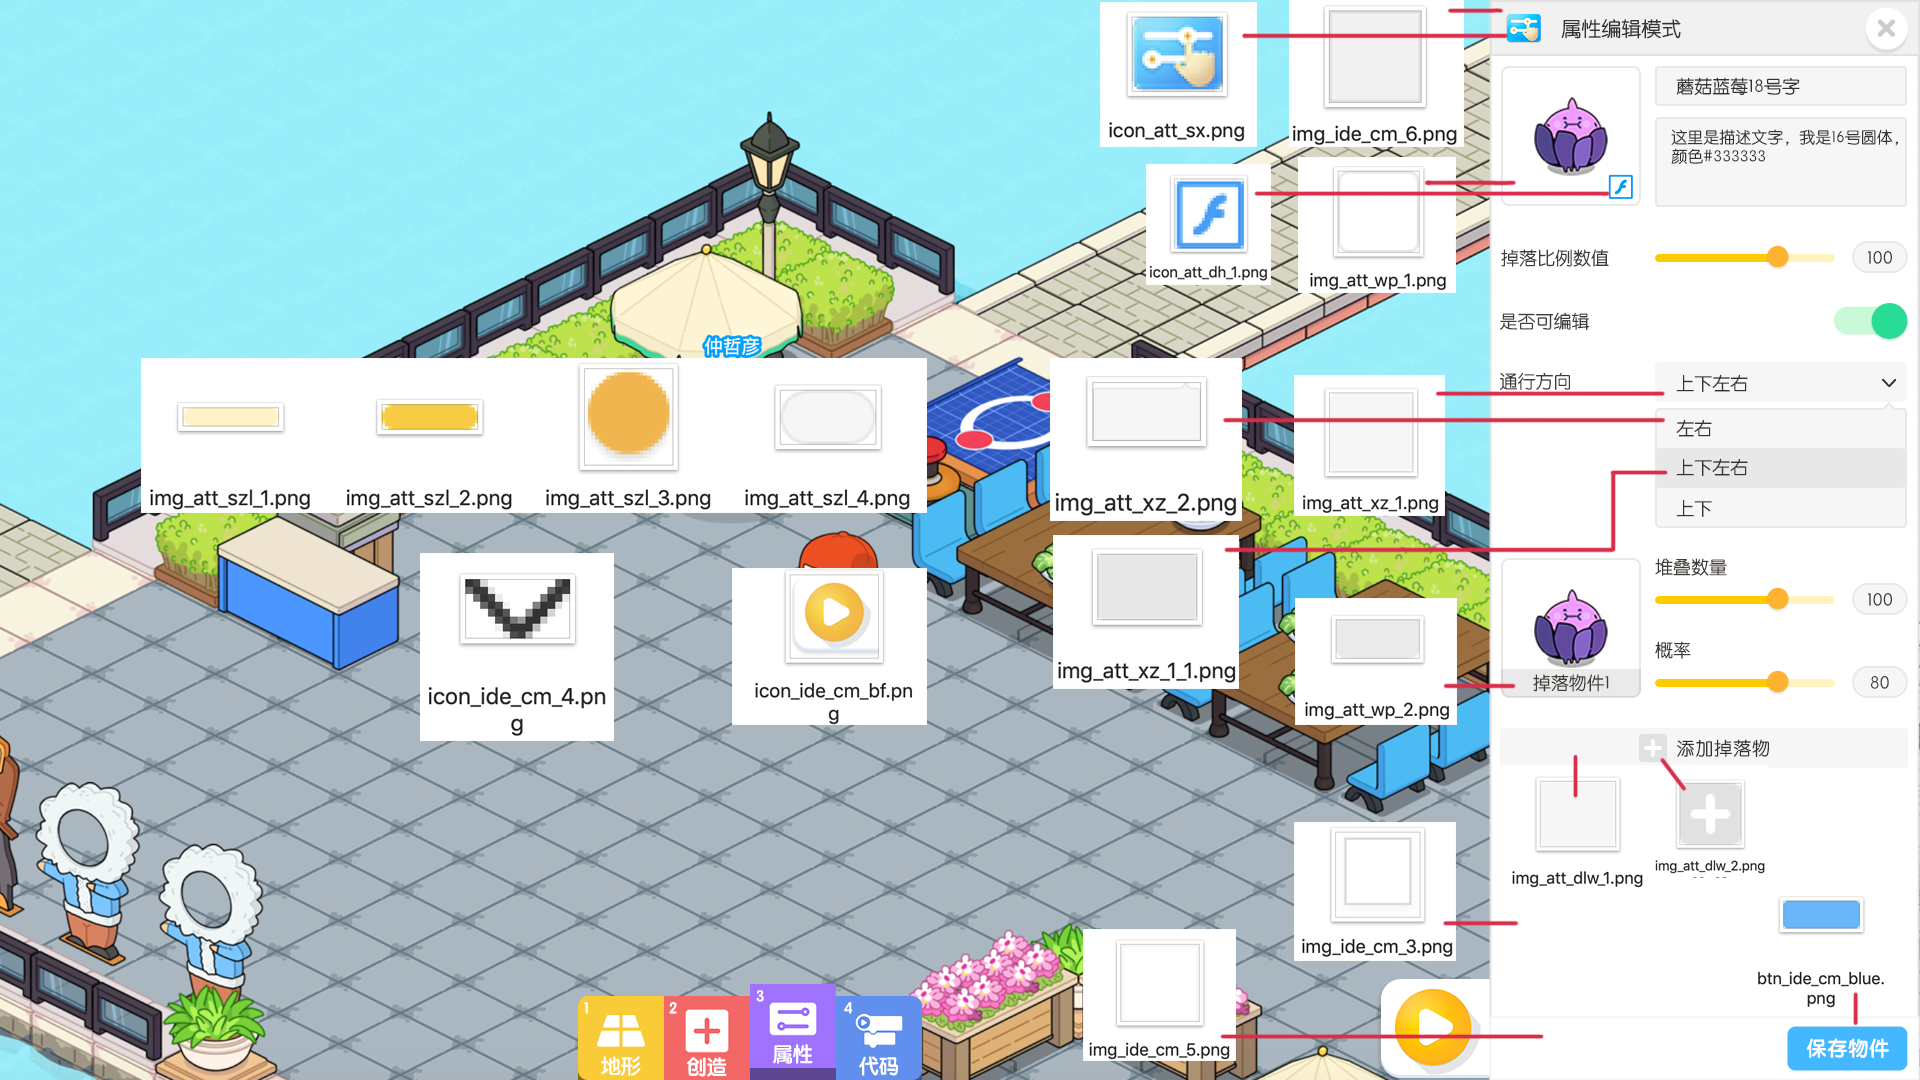 icon_att_sx.png
img_ide_cm_6.png
属性编辑模式
蘑菇蓝莓18号字
这里是描述文字，我是16号圆体，
颜色#333333
icon_att_dh_1.png
img_att_wp_1.png
掉落比例数值
100
是否可编辑
仲哲彦
通行方向
上下左右
左右
上下左右
上下
img_att_szl_1.png
img_att_szl_2.png
img_att_szl_3.png
img_att_szl_4.png
img_att_xz_2.png
img_att_xz_1.png
堆叠数量
100
icon_ide_cm_4.pn
g
icon_ide_cm_bf.pn
g
img_att_xz_1_1.png
img_att_wp_2.png
概率
80
掉落物件1
添加掉落物
img_att_dlw_1.png
img_att_dlw_2.png
img_ide_cm_3.png
btn_ide_cm_blue.
png
img_ide_cm_5.png
1
地形
2
创造
3
属性
4
代码
保存物件